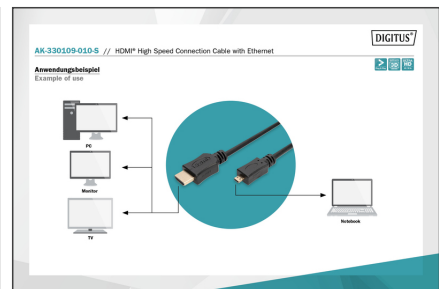 DIGITUS®
AK-330109-010-S // HDMI® High Speed Connection Cable with Ethernet
Anwendungsbeispiel
Example of use
PC
Monitor
TV
Notebook